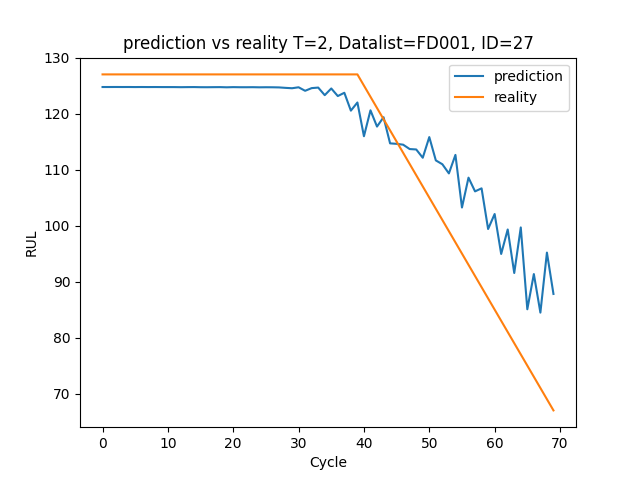 prediction vs reality T=2, Datalist=FD001, ID=27
prediction
reality
RUL
130
120
110
100
90
80
70
0 10 20 30 40 50 60 70
Cycle